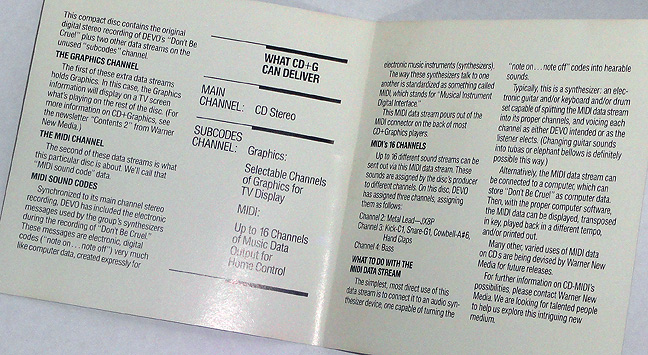 This compact disc contains the original
digital stereo recording of DEVO's "Don't Be
Cruel" plus two other data streams on the
unused "subcodes" channel.
THE GRAPHICS CHANNEL
The first of these extra data streams
holds Graphics. In this case, the Graphics
information will display on a TV screen
what's playing on the rest of the disc. (For
more information on CD+Graphics, see
the newsletter "Contents 2" from Warner
New Media.)
THE MIDI CHANNEL
The second of these data streams is what
this particular disc is about. We'll call that
"MIDI sound code" data.
MIDI SOUND CODES
Synchronized to its main channel stereo
recording, DEVO has included the electronic
messages used by the group's synthesizers
during the recording of "Don't Be Cruel."
These messages are electronic, digital
codes ("note on...note off") very much
like computer data, created expressly for
WHAT CD+G
CAN DELIVER
MAIN
CHANNEL: CD Stereo
SUBCODES
CHANNEL: Graphics:
Selectable Channels
of Graphics for
TV Display
MIDI:
Up to 16 Channels
of Music Data
Output for
Home Control
electronic music instruments (synthesizers).
The way these synthesizers talk to one
another is standardized as something called
MIDI, which stands for "Musical Instrument
Digital Interface."
This MIDI data stream pours out of the
MIDI connector on the back of most
CD+Graphics players.
MIDI's 16 CHANNELS
Up to 16 different sound streams can be
sent out via this MIDI data stream. These
sounds are assigned by the disc's producer
to different channels. On this disc, DEVO
has assigned three channels, assigning
them as follows:
Channel 2: Metal Lead—JX8P
Channel 3: Kick-C1, Snare-G1, Cowbell-A#6,
Hand Claps
Channel 4: Bass
WHAT TO DO WITH THE
MIDI DATA STREAM
The simplest, most direct use of this
data stream is to connect it to an audio syn-
thesizer device, one capable of turning the
"note on...note off" codes into hearable
sounds.
Typically, this is a synthesizer: an elec-
tronic guitar and/or keyboard and/or drum
set capable of splitting the MIDI data stream
into its proper channels, and voicing each
channel as either DEVO intended or as the
listener elects. (Changing guitar sounds
into tubias or elephant bellows is definitely
possible this way.)
Alternatively, the MIDI data stream can
be connected to a computer, which can
store "Don't Be Cruel" as computer data.
Then, with the proper computer software,
the MIDI data can be displayed, transposed
in key, played back in a different tempo,
and/or printed out.
Many other, varied uses of MIDI data
on CDs are being devised by Warner New
Media for future releases.
For further information on CD-MIDI's
possibilities, please contact Warner New
Media. We are looking for talented people
to help us explore this intriguing new
medium.